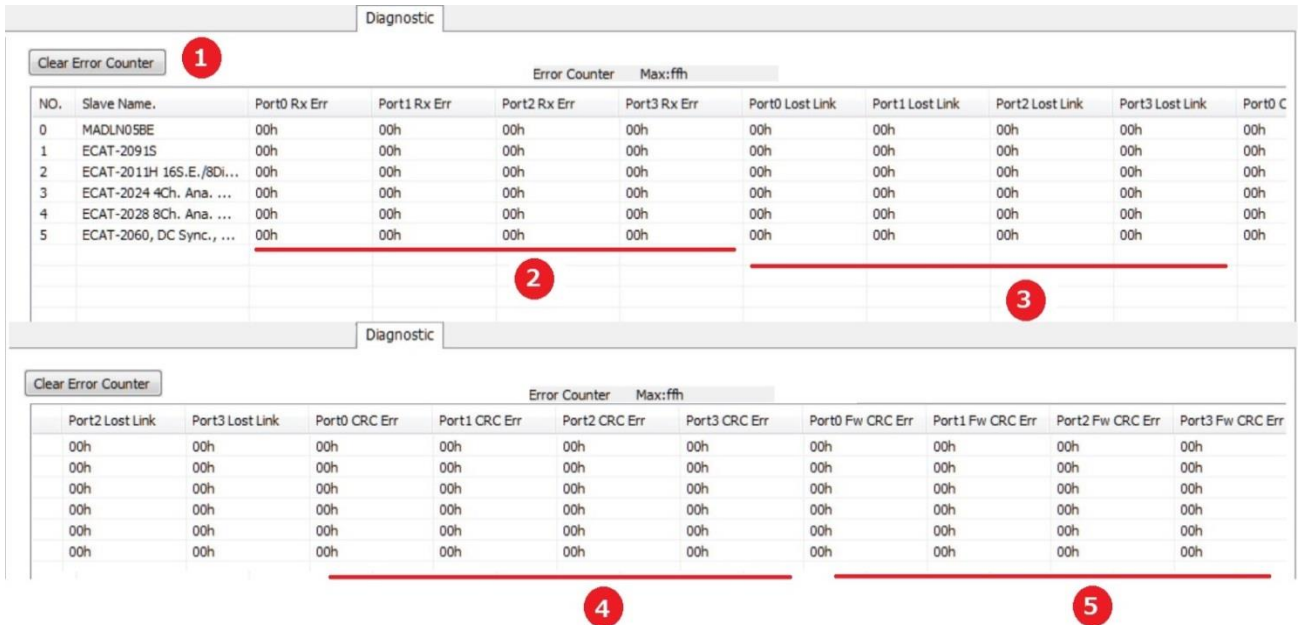 Diagnostic
Clear Error Counter 1
Error Counter Max:ffh
NO. Slave Name. Port0 Rx Err Port1 Rx Err Port2 Rx Err Port3 Rx Err Port0 Lost Link Port1 Lost Link Port2 Lost Link Port3 Lost Link Port0 C
0 MADLN05BE 00h 00h 00h 00h 00h 00h 00h 00h 00h
1 ECAT-2091S 00h 00h 00h 00h 00h 00h 00h 00h 00h
2 ECAT-2011H 16S.E./8Di... 00h 00h 00h 00h 00h 00h 00h 00h 00h
3 ECAT-2024 4Ch. Ana. ... 00h 00h 00h 00h 00h 00h 00h 00h 00h
4 ECAT-2028 8Ch. Ana. ... 00h 00h 00h 00h 00h 00h 00h 00h 00h
5 ECAT-2060, DC Sync., ... 00h 00h 00h 00h 00h 00h 00h 00h 00h
2
3
Diagnostic
Clear Error Counter
Error Counter Max:ffh
Port2 Lost Link Port3 Lost Link Port0 CRC Err Port1 CRC Err Port2 CRC Err Port3 CRC Err Port0 Fw CRC Err Port1 Fw CRC Err Port2 Fw CRC Err Port3 Fw CRC Err
00h 00h 00h 00h 00h 00h 00h 00h 00h 00h
00h 00h 00h 00h 00h 00h 00h 00h 00h 00h
00h 00h 00h 00h 00h 00h 00h 00h 00h 00h
00h 00h 00h 00h 00h 00h 00h 00h 00h 00h
00h 00h 00h 00h 00h 00h 00h 00h 00h 00h
00h 00h 00h 00h 00h 00h 00h 00h 00h 00h
4 5